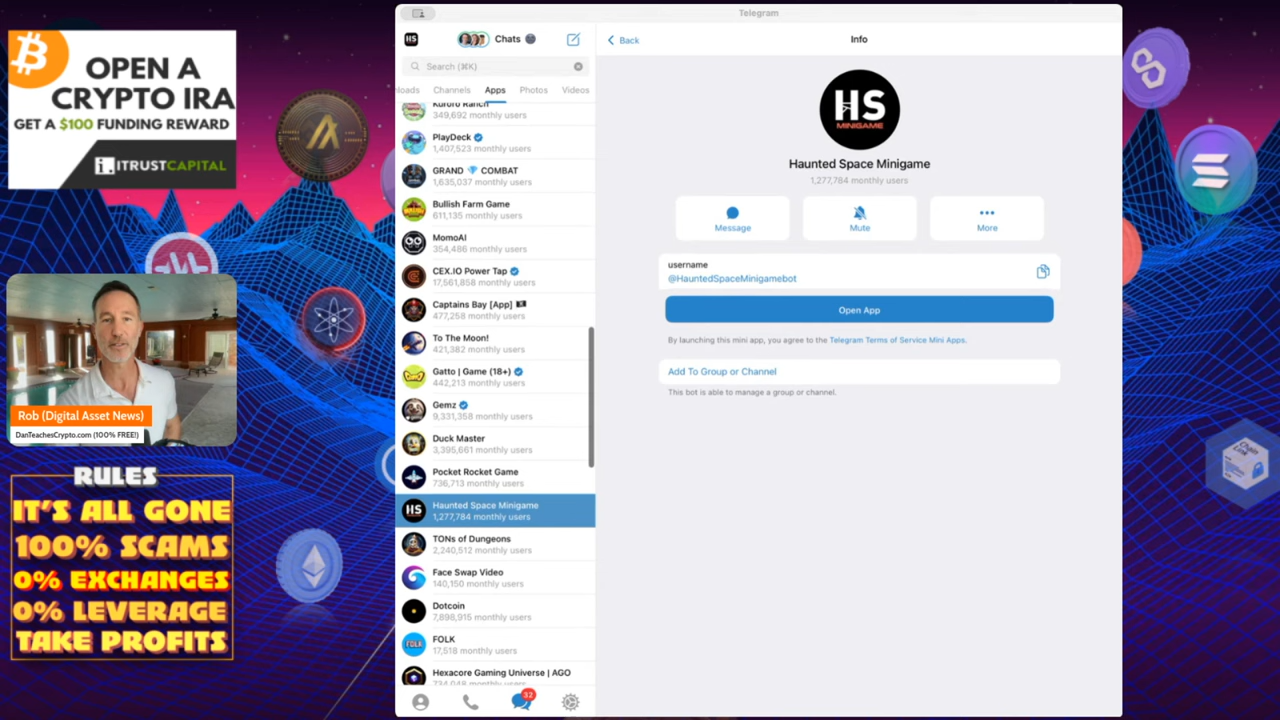 OPEN A
CRYPTO IRA
GET A $100 FUNDING REWARD
ITRUSTCAPITAL
Rob (Digital Asset News)
DanTeachesCrypto.com (100% FREE!)
RULES
IT'S ALL GONE
100% SCAMS
0% EXCHANGES
0% LEVERAGE
TAKE PROFITS
Telegram
HS
Chats
Search (⌘K)
Channels
Apps
Photos
Videos
349,692 monthly users
PlayDeck
1,407,523 monthly users
GRAND 💎 COMBAT
1,635,037 monthly users
Bullish Farm Game
611,135 monthly users
MomoAI
354,486 monthly users
CEX.IO Power Tap
17,561,858 monthly users
Captains Bay [App] 🏴‍☠️
477,258 monthly users
To The Moon!
421,382 monthly users
Gatto | Game (18+)
442,213 monthly users
Gemz
9,331,358 monthly users
Duck Master
3,395,661 monthly users
Pocket Rocket Game
736,713 monthly users
HS
Haunted Space Minigame
1,277,784 monthly users
TONs of Dungeons
2,240,512 monthly users
Face Swap Video
140,150 monthly users
Dotcoin
7,898,915 monthly users
FOLK
FOLK
17,518 monthly users
Hexacore Gaming Universe | AGO
32
Back
Info
HS
MINIGAME
Haunted Space Minigame
1,277,784 monthly users
Message
Mute
More
username
@HauntedSpaceMinigamebot
Open App
By launching this mini app, you agree to the Telegram Terms of Service Mini Apps.
Add To Group or Channel
This bot is able to manage a group or channel.